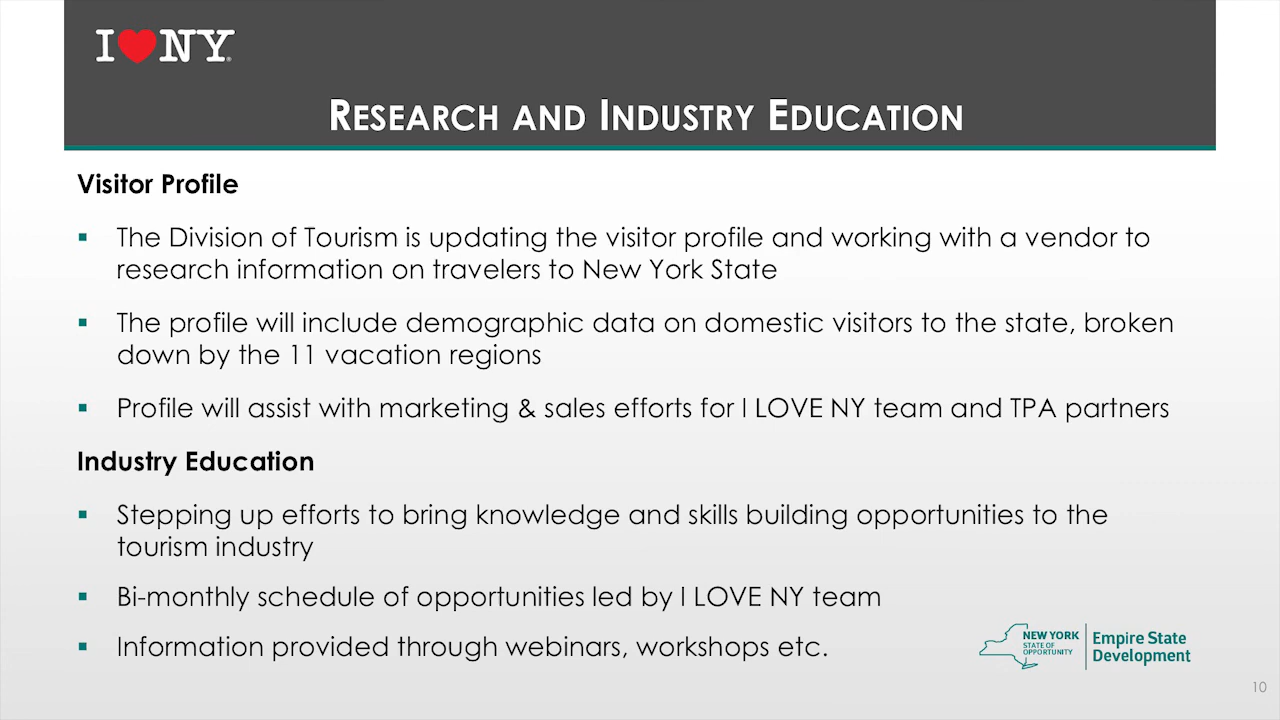 I❤NY®
RESEARCH AND INDUSTRY EDUCATION
Visitor Profile
▪ The Division of Tourism is updating the visitor profile and working with a vendor to
research information on travelers to New York State
▪ The profile will include demographic data on domestic visitors to the state, broken
down by the 11 vacation regions
▪ Profile will assist with marketing & sales efforts for I LOVE NY team and TPA partners
Industry Education
▪ Stepping up efforts to bring knowledge and skills building opportunities to the
tourism industry
▪ Bi-monthly schedule of opportunities led by I LOVE NY team
▪ Information provided through webinars, workshops etc.
NEW YORK
STATE OF
OPPORTUNITY
Empire State
Development
10